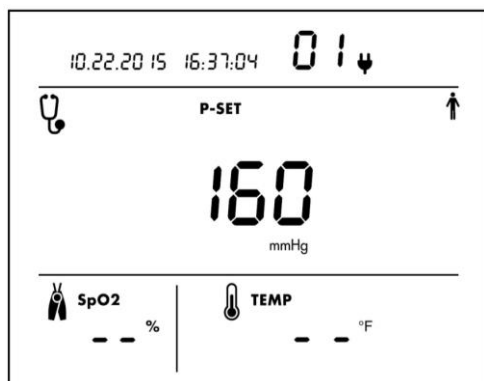 10.22.2015 16:37:04 01
P-SET
160
mmHg
SpO2 TEMP
-- % -- °F